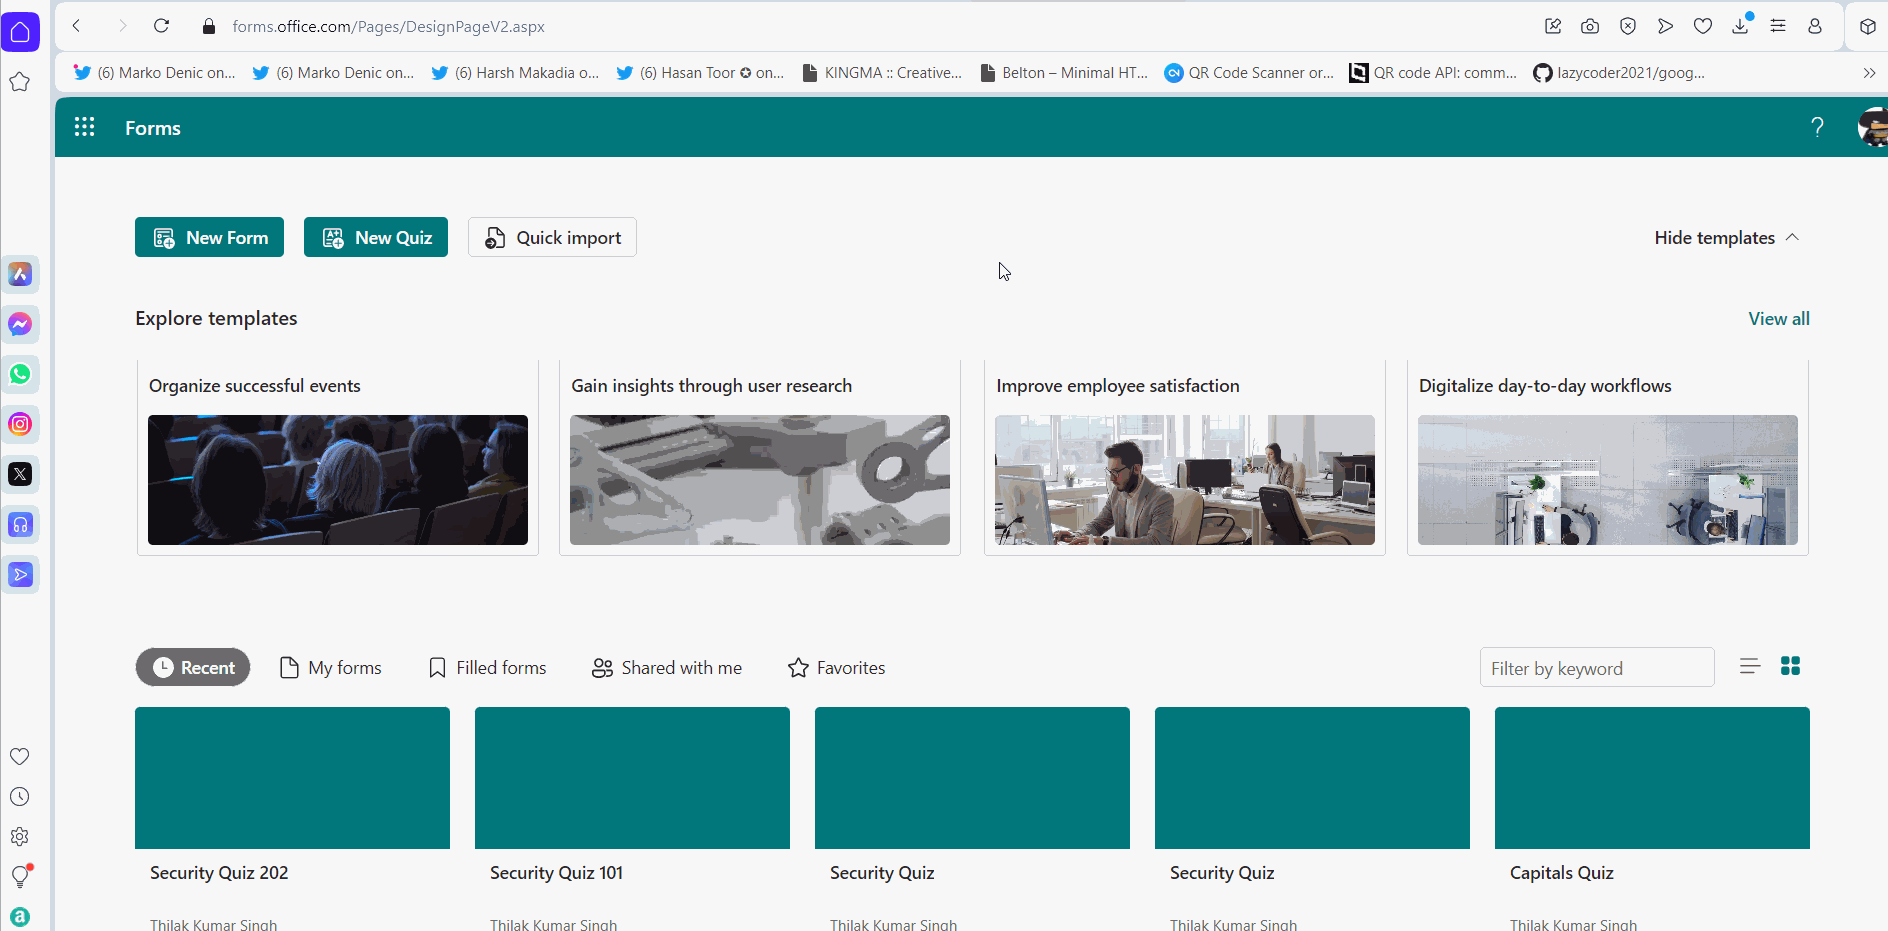 forms.office.com/Pages/DesignPageV2.aspx
(6) Marko Denic on...
(6) Marko Denic on...
(6) Harsh Makadia o...
(6) Hasan Toor ✪ on...
KINGMA :: Creative...
Belton – Minimal HT...
QR Code Scanner or...
QR code API: comm...
lazycoder2021/goog...
Forms
?
New Form
New Quiz
Quick import
Hide templates
Explore templates
View all
Organize successful events
Gain insights through user research
Improve employee satisfaction
Digitalize day-to-day workflows
Recent
My forms
Filled forms
Shared with me
Favorites
Filter by keyword
Security Quiz 202
Security Quiz 101
Security Quiz
Security Quiz
Capitals Quiz
Thilak Kumar Singh
Thilak Kumar Singh
Thilak Kumar Singh
Thilak Kumar Singh
Thilak Kumar Singh